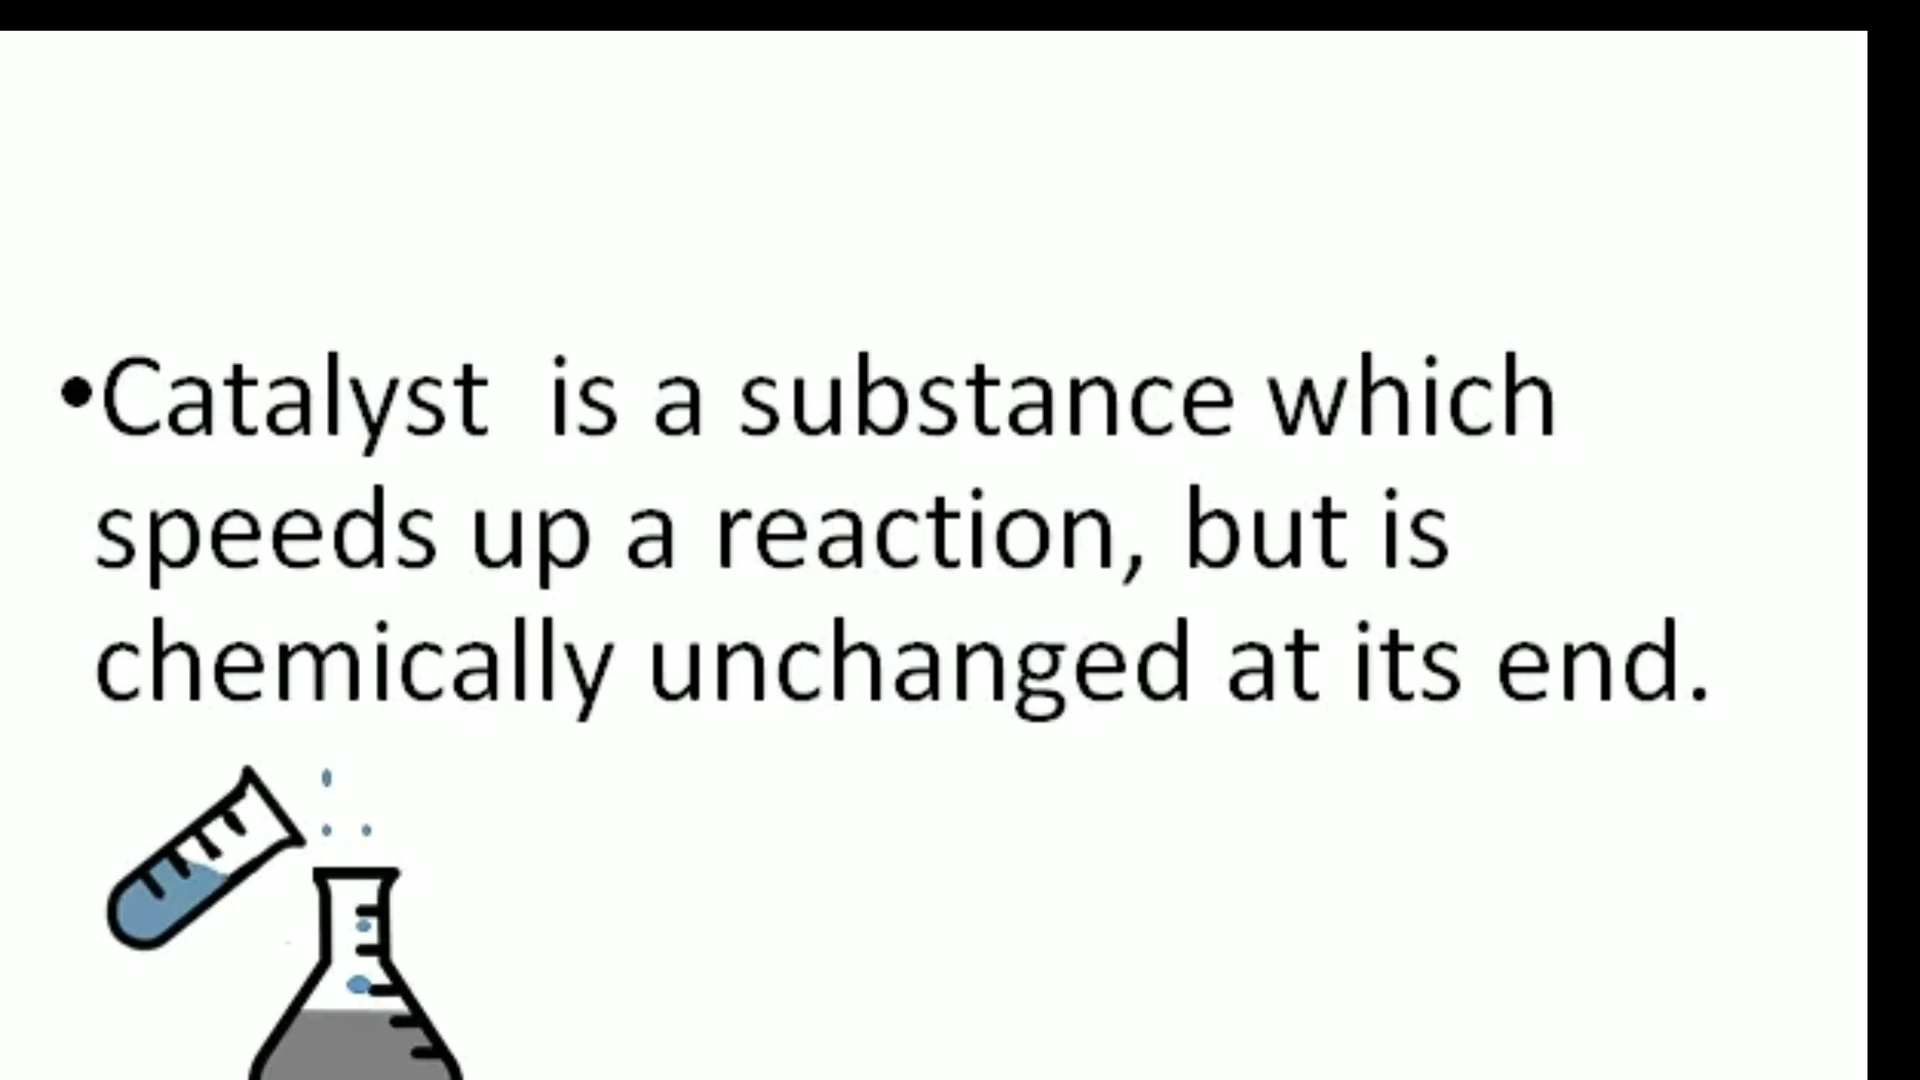 •Catalyst  is a substance which
speeds up a reaction, but is
chemically unchanged at its end.